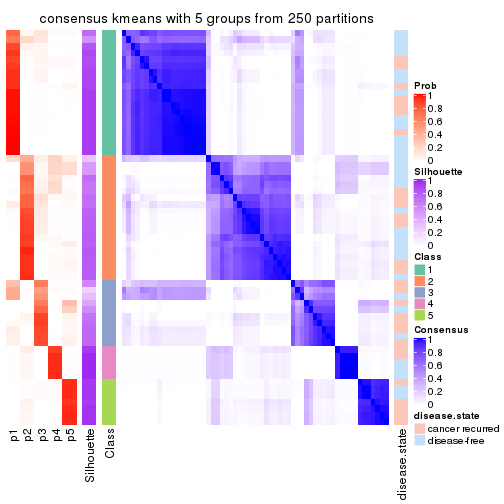 consensus kmeans with 5 groups from 250 partitions
Prob
1
0.8
0.6
0.4
0.2
0
Silhouette
1
0.8
0.6
0.4
0.2
0
Class
1
2
3
4
5
Consensus
1
0.8
0.6
0.4
0.2
0
disease.state
cancer recurred
disease-free
p1
p2
p3
p4
p5
Silhouette
Class
disease.state